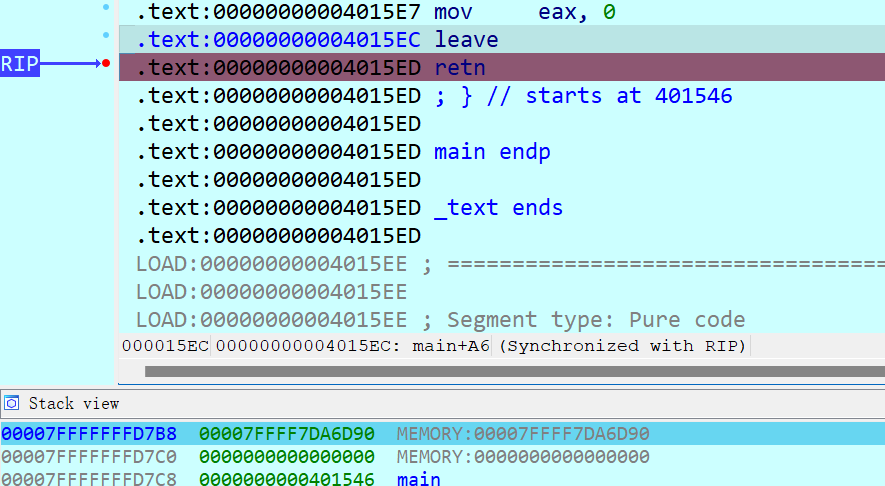 .text:00000000004015E7 mov     eax, 0
.text:00000000004015EC leave
RIP .text:00000000004015ED retn
.text:00000000004015ED ; } // starts at 401546
.text:00000000004015ED
.text:00000000004015ED main endp
.text:00000000004015ED
.text:00000000004015ED _text ends
.text:00000000004015ED
LOAD:00000000004015EE ; ==================================
LOAD:00000000004015EE
LOAD:00000000004015EE ; Segment type: Pure code
000015EC 00000000004015EC: main+A6 (Synchronized with RIP)
Stack view
00007FFFFFFFD7B8 00007FFFF7DA6D90 MEMORY:00007FFFF7DA6D90
00007FFFFFFFD7C0 0000000000000000 MEMORY:0000000000000000
00007FFFFFFFD7C8 0000000000401546 main